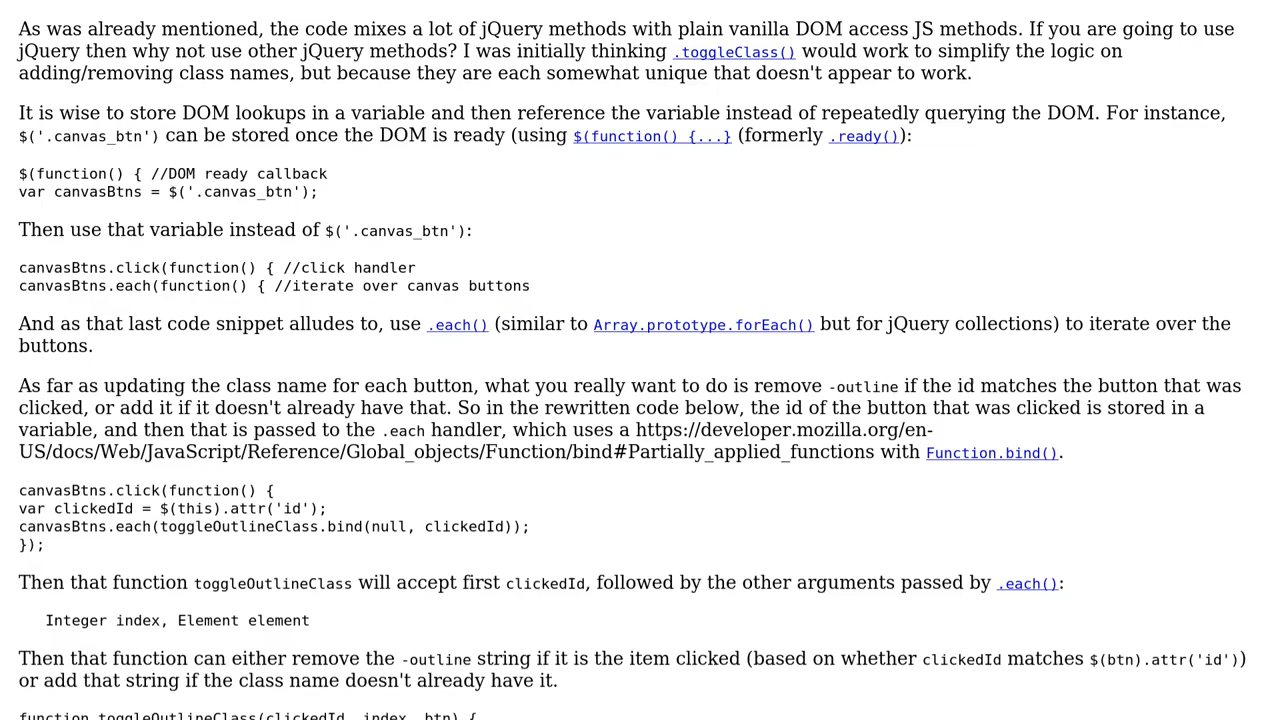 As was already mentioned, the code mixes a lot of jQuery methods with plain vanilla DOM access JS methods. If you are going to use
jQuery then why not use other jQuery methods? I was initially thinking .toggleClass() would work to simplify the logic on
adding/removing class names, but because they are each somewhat unique that doesn't appear to work.
It is wise to store DOM lookups in a variable and then reference the variable instead of repeatedly querying the DOM. For instance,
$('.canvas_btn') can be stored once the DOM is ready (using $(function() {...} (formerly .ready()):
$(function() { //DOM ready callback
var canvasBtns = $('.canvas_btn');
Then use that variable instead of $('.canvas_btn'):
canvasBtns.click(function() { //click handler
canvasBtns.each(function() { //iterate over canvas buttons
And as that last code snippet alludes to, use .each() (similar to Array.prototype.forEach() but for jQuery collections) to iterate over the
buttons.
As far as updating the class name for each button, what you really want to do is remove -outline if the id matches the button that was
clicked, or add it if it doesn't already have that. So in the rewritten code below, the id of the button that was clicked is stored in a
variable, and then that is passed to the .each handler, which uses a https://developer.mozilla.org/en-
US/docs/Web/JavaScript/Reference/Global_objects/Function/bind#Partially_applied_functions with Function.bind().
canvasBtns.click(function() {
var clickedId = $(this).attr('id');
canvasBtns.each(toggleOutlineClass.bind(null, clickedId));
});
Then that function toggleOutlineClass will accept first clickedId, followed by the other arguments passed by .each():
Integer index, Element element
Then that function can either remove the -outline string if it is the item clicked (based on whether clickedId matches $(btn).attr('id'))
or add that string if the class name doesn't already have it.
function toggleOutlineClass(clickedId, index, btn) {